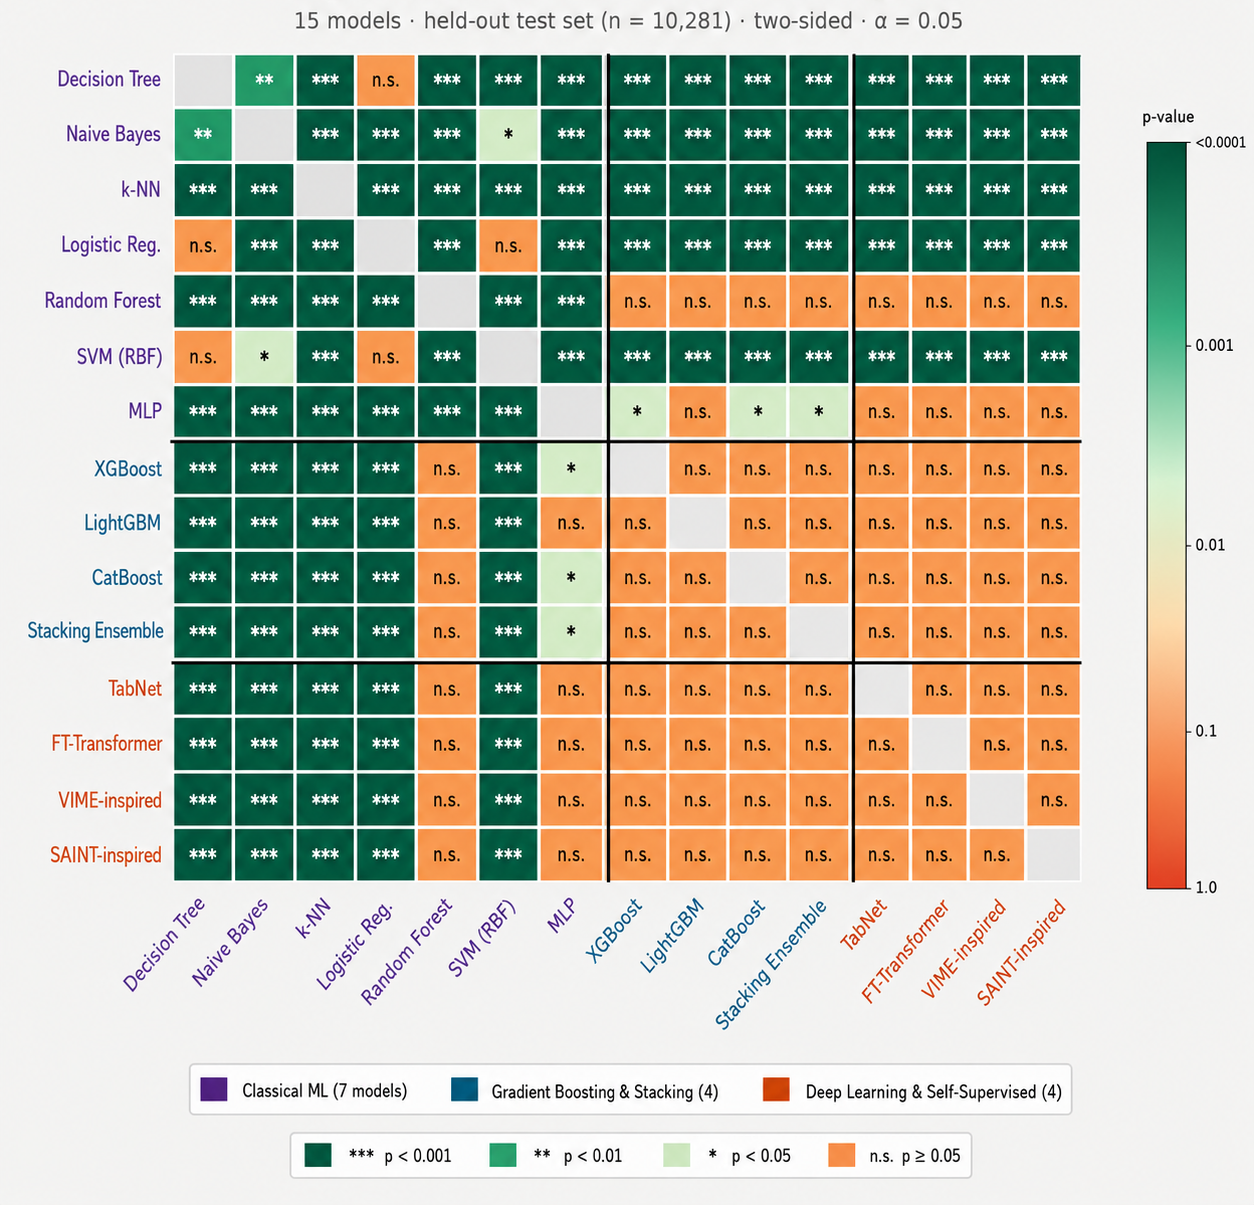 15 models · held-out test set (n = 10,281) · two-sided · α = 0.05
Decision Tree ** *** n.s. *** *** *** *** *** *** *** *** *** *** ***
Naive Bayes ** *** *** *** * *** *** *** *** *** *** *** *** ***
k-NN *** *** *** *** *** *** *** *** *** *** *** *** *** ***
Logistic Reg. n.s. *** *** *** n.s. *** *** *** *** *** *** *** *** ***
Random Forest *** *** *** *** *** *** n.s. n.s. n.s. n.s. n.s. n.s. n.s. n.s.
SVM (RBF) n.s. * *** n.s. *** *** *** *** *** *** *** *** *** ***
MLP *** *** *** *** *** *** * n.s. * * n.s. n.s. n.s. n.s.
XGBoost *** *** *** *** n.s. *** * n.s. n.s. n.s. n.s. n.s. n.s. n.s.
LightGBM *** *** *** *** n.s. *** n.s. n.s. n.s. n.s. n.s. n.s. n.s. n.s.
CatBoost *** *** *** *** n.s. *** * n.s. n.s. n.s. n.s. n.s. n.s. n.s.
Stacking Ensemble *** *** *** *** n.s. *** * n.s. n.s. n.s. n.s. n.s. n.s. n.s.
TabNet *** *** *** *** n.s. *** n.s. n.s. n.s. n.s. n.s. n.s. n.s. n.s.
FT-Transformer *** *** *** *** n.s. *** n.s. n.s. n.s. n.s. n.s. n.s. n.s. n.s.
VIME-inspired *** *** *** *** n.s. *** n.s. n.s. n.s. n.s. n.s. n.s. n.s. n.s.
SAINT-inspired *** *** *** *** n.s. *** n.s. n.s. n.s. n.s. n.s. n.s. n.s. n.s.
Decision Tree
Naive Bayes
k-NN
Logistic Reg.
Random Forest
SVM (RBF)
MLP
XGBoost
LightGBM
CatBoost
Stacking Ensemble
TabNet
FT-Transformer
VIME-inspired
SAINT-inspired
p-value
<0.0001
0.001
0.01
0.1
1.0
Classical ML (7 models) Gradient Boosting & Stacking (4) Deep Learning & Self-Supervised (4)
*** p < 0.001 ** p < 0.01 * p < 0.05 n.s. p ≥ 0.05